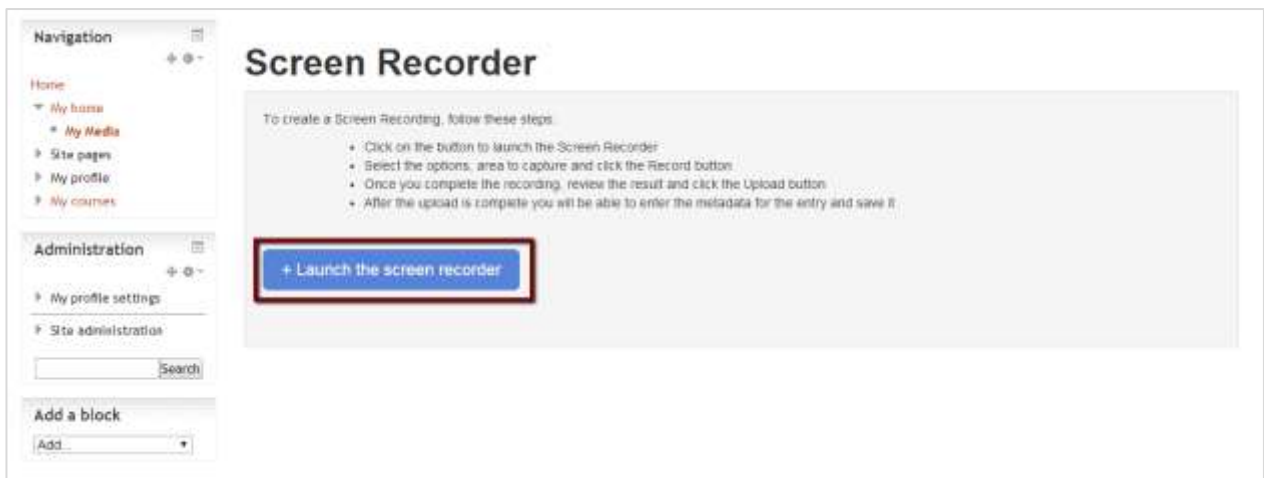 Navigation
Home
My home
My Media
Site pages
My profile
My courses
Administration
My profile settings
Site administration
Search
Add a block
Add...
Screen Recorder
To create a Screen Recording, follow these steps:
Click on the button to launch the Screen Recorder
Select the options, area to capture and click the Record button
Once you complete the recording, review the result and click the Upload button
After the upload is complete you will be able to enter the metadata for the entry and save it
+ Launch the screen recorder